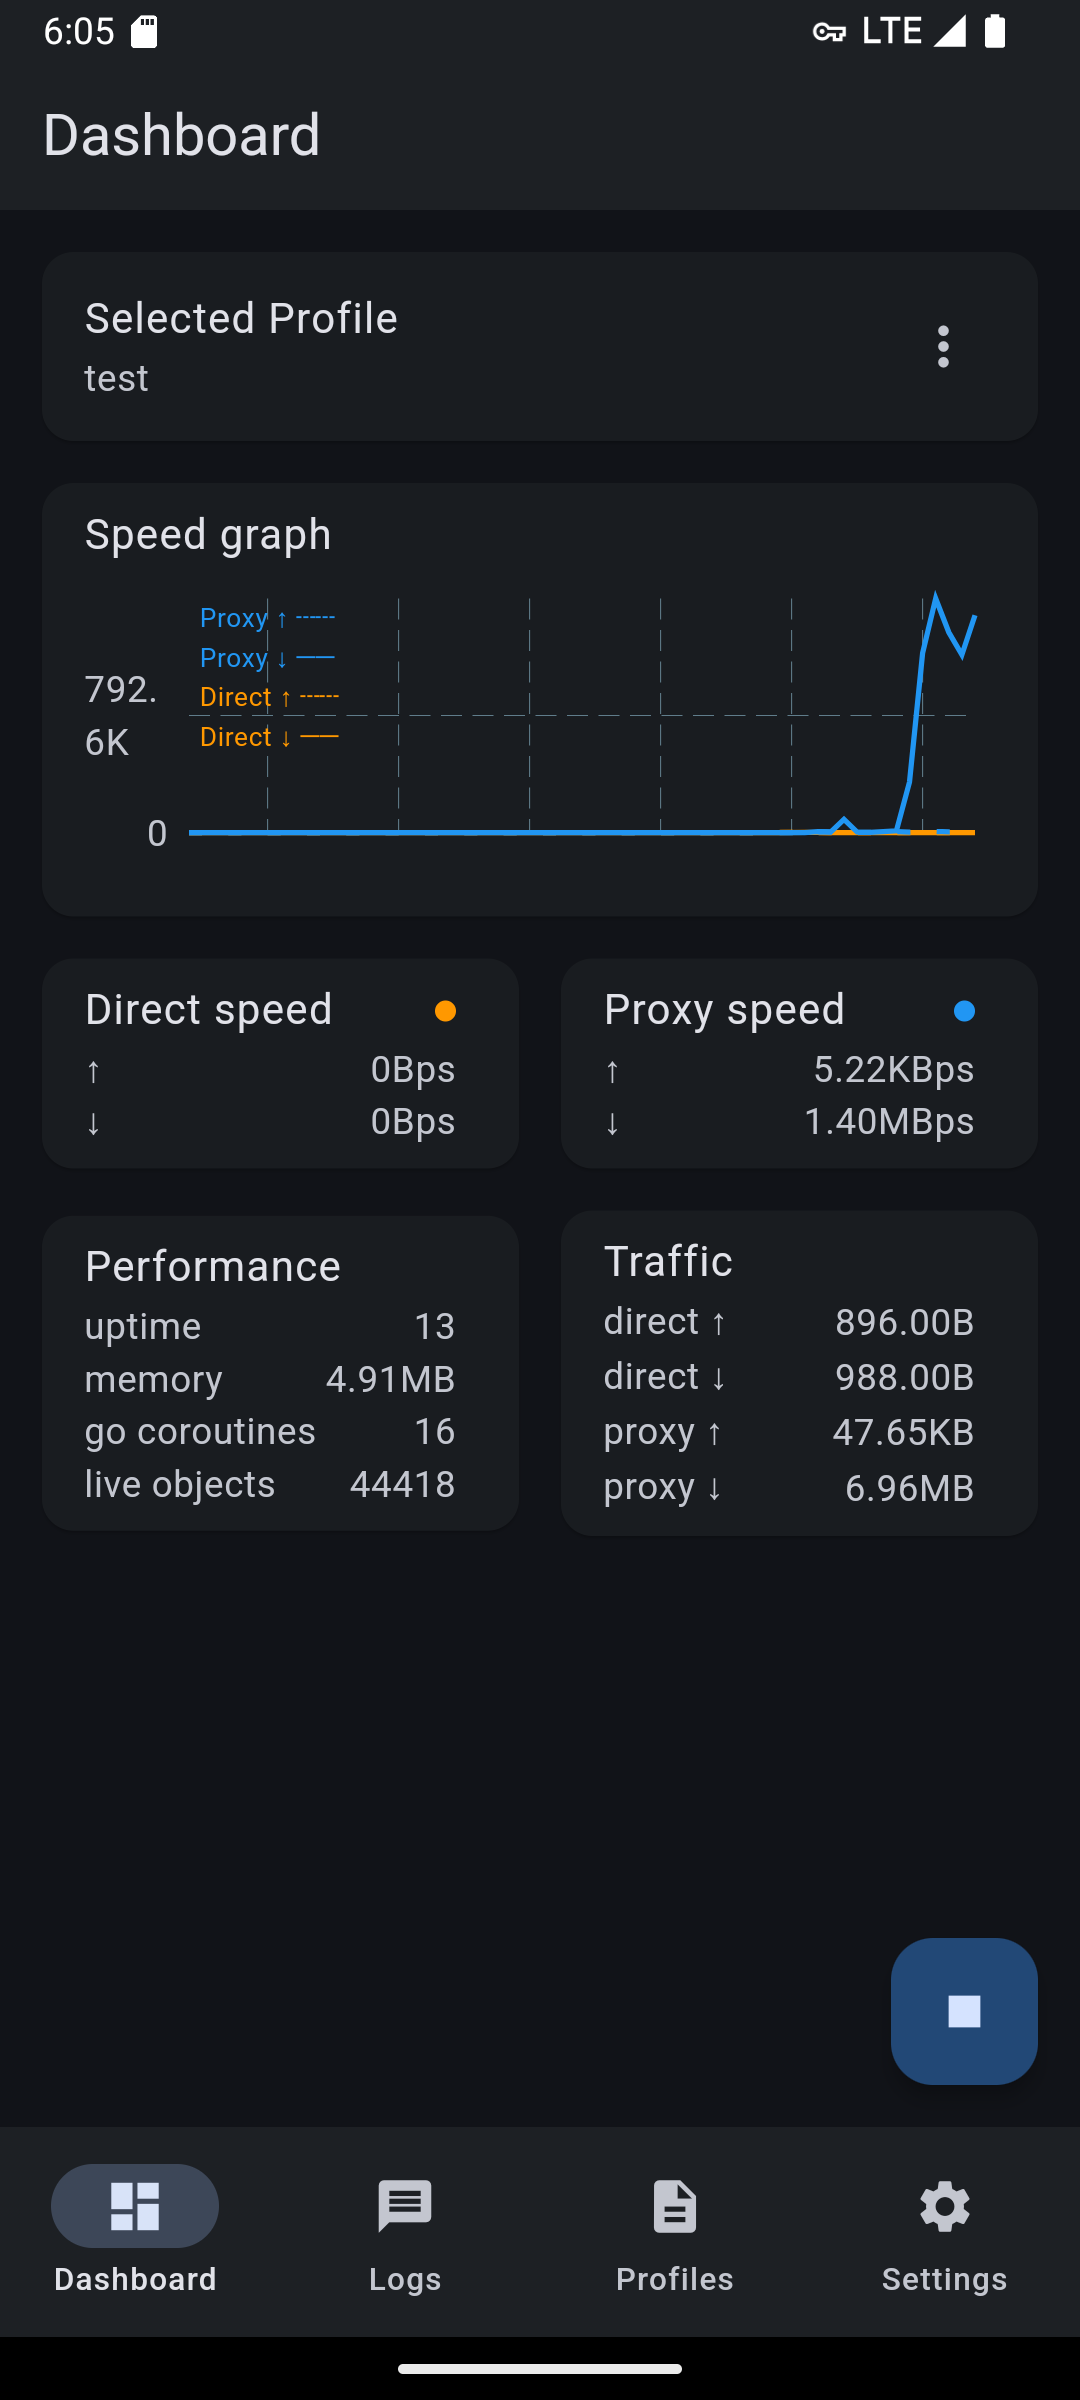 6:05 LTE
Dashboard
Selected Profile
test
Speed graph
Proxy ↑ ------
Proxy ↓ ——
Direct ↑ ------
Direct ↓ ——
792.
6K
0
Direct speed
↑ 0Bps
↓ 0Bps
Proxy speed
↑ 5.22KBps
↓ 1.40MBps
Performance
uptime 13
memory 4.91MB
go coroutines 16
live objects 44418
Traffic
direct ↑ 896.00B
direct ↓ 988.00B
proxy ↑ 47.65KB
proxy ↓ 6.96MB
Dashboard Logs Profiles Settings